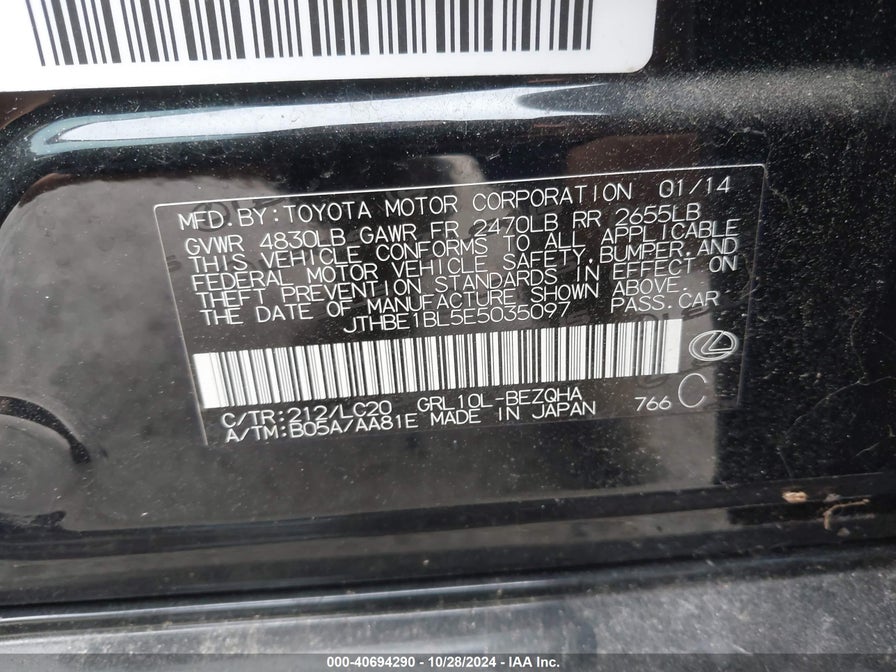 MFD. BY: TOYOTA MOTOR CORPORATION 01/14
GVWR 4830LB GAWR FR 2470LB RR 2655LB
THIS VEHICLE CONFORMS TO ALL APPLICABLE
FEDERAL MOTOR VEHICLE SAFETY, BUMPER, AND
THEFT PREVENTION STANDARDS IN EFFECT ON
THE DATE OF MANUFACTURE SHOWN ABOVE.
JTHBE1BL5E5035097 PASS. CAR
C/TR:212/LC20 GRL10L-BEZQHA
A/TM:B05A/AA81E MADE IN JAPAN 766 C
000-40694290 - 10/28/2024 - IAA Inc.